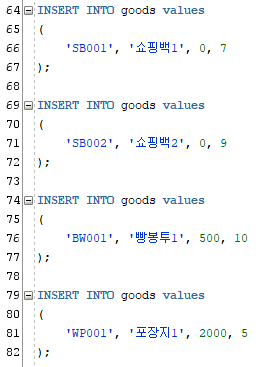 64 INSERT INTO goods values
65 (
66 'SB001', '쇼핑백1', 0, 7
67 );
68
69 INSERT INTO goods values
70 (
71 'SB002', '쇼핑백2', 0, 9
72 );
73
74 INSERT INTO goods values
75 (
76 'BW001', '빵봉투1', 500, 10
77 );
78
79 INSERT INTO goods values
80 (
81 'WP001', '포장지1', 2000, 5
82 );